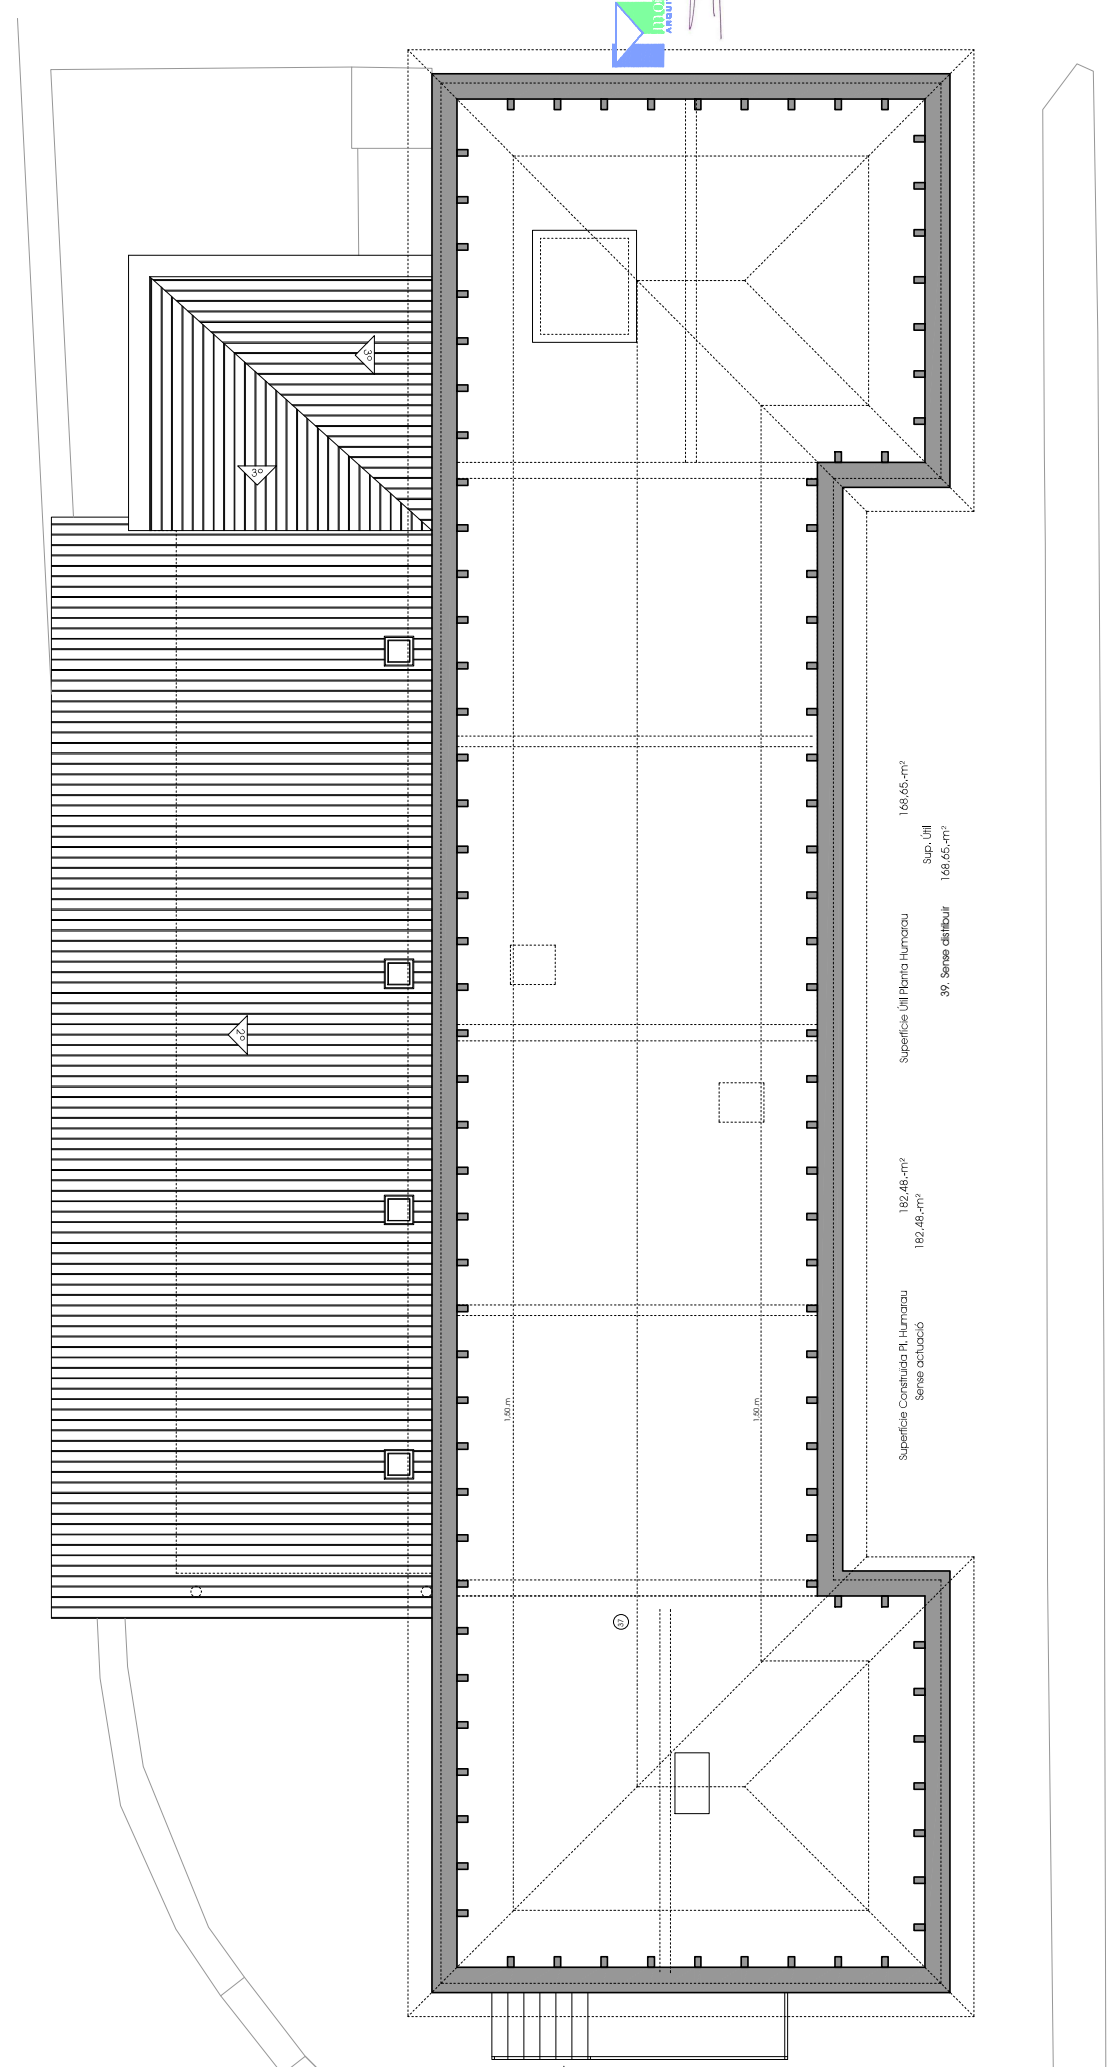 Superfície Construïda Pl. Humarau 182,48.-m²
Sense actuació 182,48.-m²
Superfície Útil Planta Humarau 168,65.-m²
Sup. Útil
39. Sense distribuir 168,65.-m²
1,50 m
1,50 m
3º
3º
2º
37